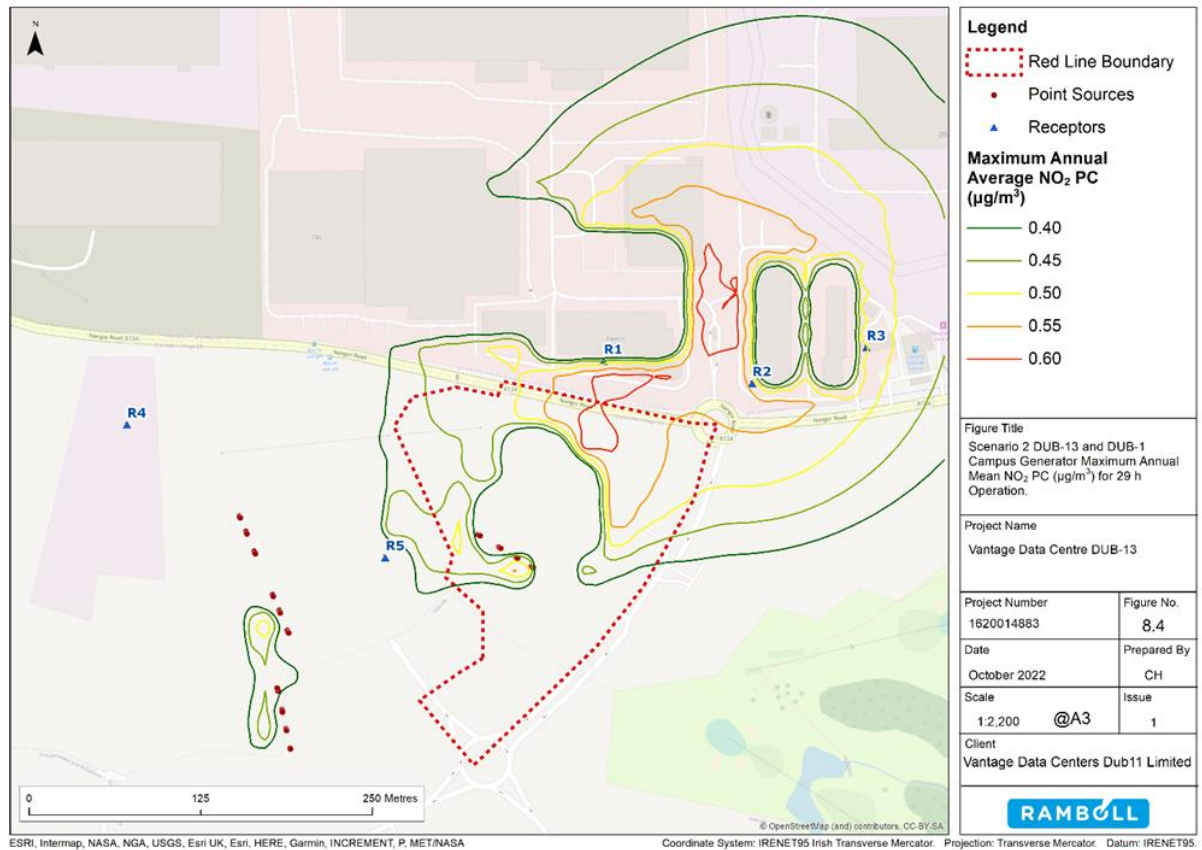 N
R1
R2
R3
R4
R5
Nangor Road R134
Nangor Road
R134
0
125
250 Metres
© OpenStreetMap (and) contributors, CC-BY-SA
Legend
Red Line Boundary
Point Sources
Receptors
Maximum Annual
Average NO₂ PC
(µg/m³)
0.40
0.45
0.50
0.55
0.60
Figure Title
Scenario 2 DUB-13 and DUB-1
Campus Generator Maximum Annual
Mean NO₂ PC (µg/m³) for 29 h
Operation.
Project Name
Vantage Data Centre DUB-13
Project Number
1620014883
Figure No.
8.4
Date
October 2022
Prepared By
CH
Scale
1:2,200 @A3
Issue
1
Client
Vantage Data Centers Dub11 Limited
RAMBOLL
ESRI, Intermap, NASA, NGA, USGS, Esri UK, Esri, HERE, Garmin, INCREMENT, P, MET/NASA
Coordinate System: IRENET95 Irish Transverse Mercator. Projection: Transverse Mercator. Datum: IRENET95.